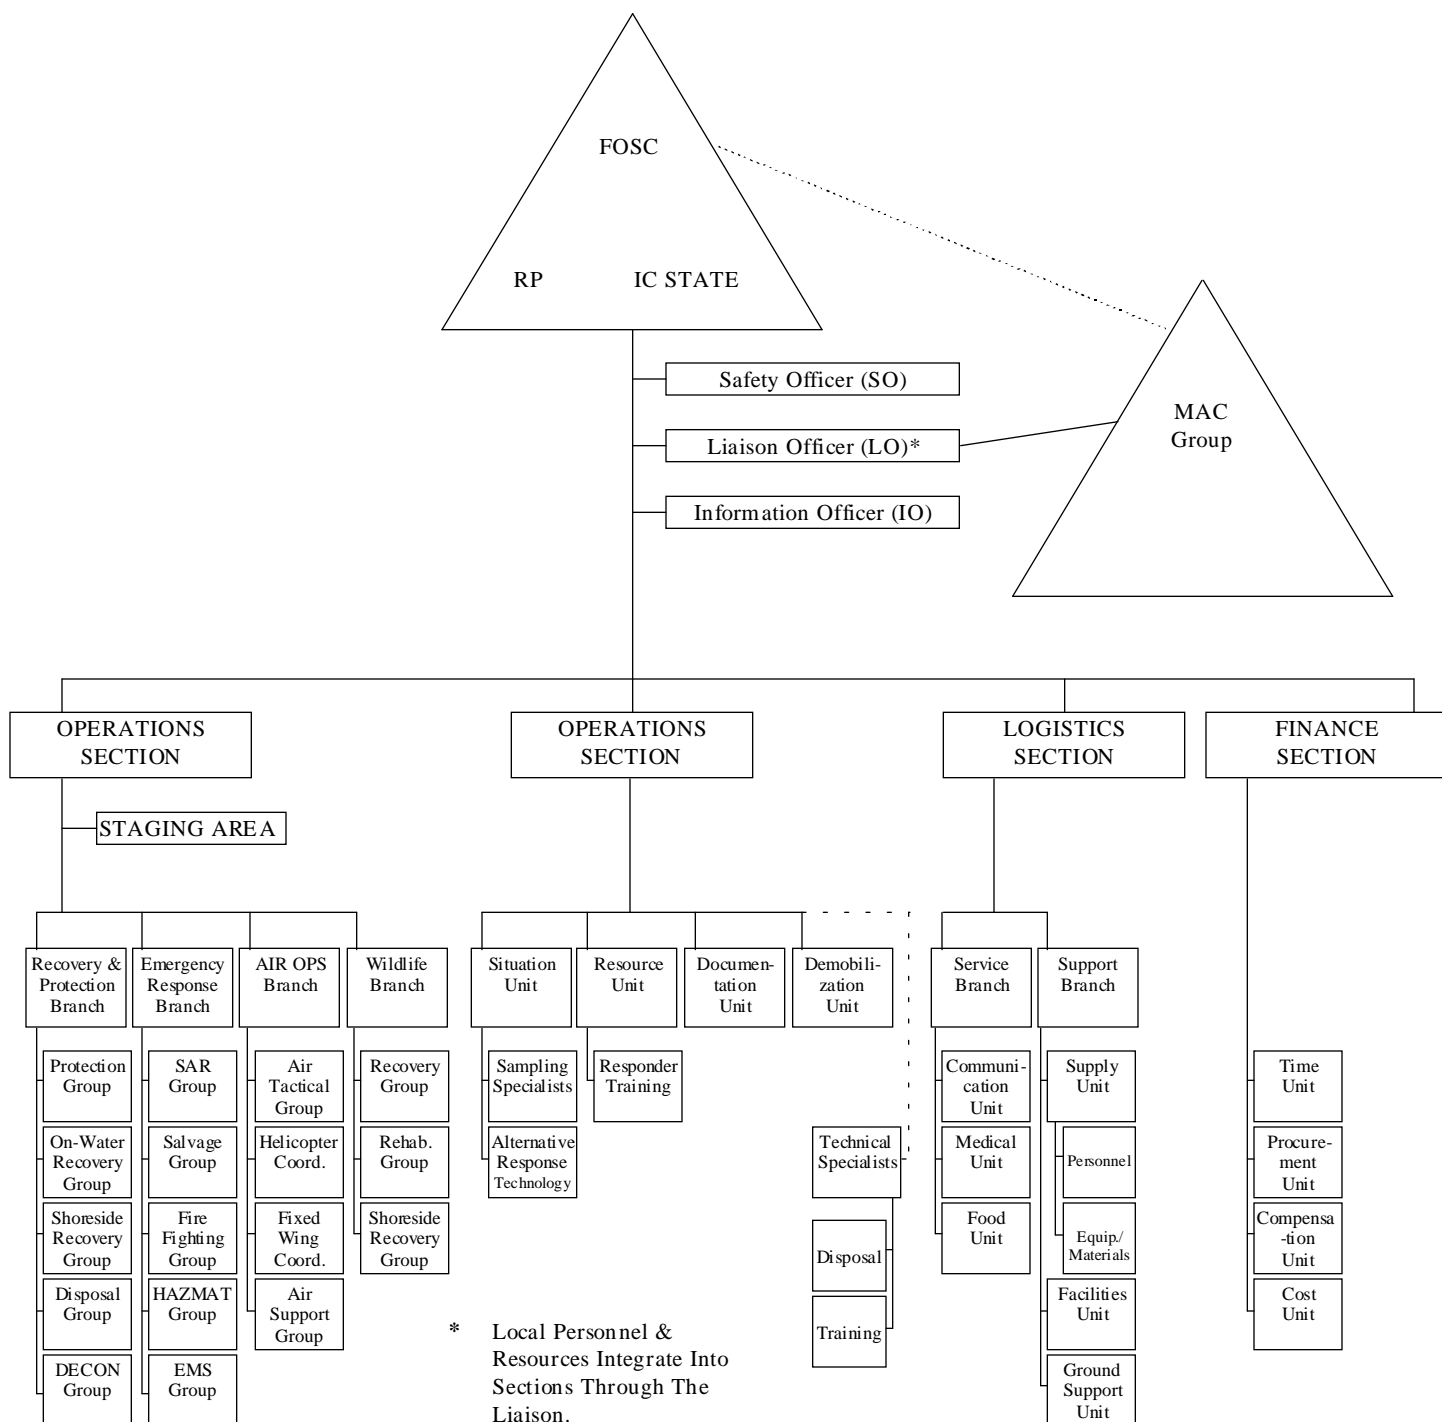 FOSC
RP
IC STATE
Safety Officer (SO)
Liaison Officer (LO)*
Information Officer (IO)
MAC
Group
OPERATIONS
SECTION
OPERATIONS
SECTION
LOGISTICS
SECTION
FINANCE
SECTION
STAGING AREA
Recovery &
Protection
Branch
Emergency
Response
Branch
AIR OPS
Branch
Wildlife
Branch
Situation
Unit
Resource
Unit
Documen-
tation
Unit
Demobili-
zation
Unit
Service
Branch
Support
Branch
Protection
Group
On-Water
Recovery
Group
Shoreside
Recovery
Group
Disposal
Group
DECON
Group
SAR
Group
Salvage
Group
Fire
Fighting
Group
HAZMAT
Group
EMS
Group
Air
Tactical
Group
Helicopter
Coord.
Fixed
Wing
Coord.
Air
Support
Group
Recovery
Group
Rehab.
Group
Shoreside
Recovery
Group
Sampling
Specialists
Alternative
Response
Technology
Responder
Training
Technical
Specialists
Disposal
Training
Communi-
cation
Unit
Medical
Unit
Food
Unit
Supply
Unit
Personnel
Equip./
Materials
Facilities
Unit
Ground
Support
Unit
Time
Unit
Procure-
ment
Unit
Compensa
-tion
Unit
Cost
Unit
* Local Personnel &
Resources Integrate Into
Sections Through The
Liaison.